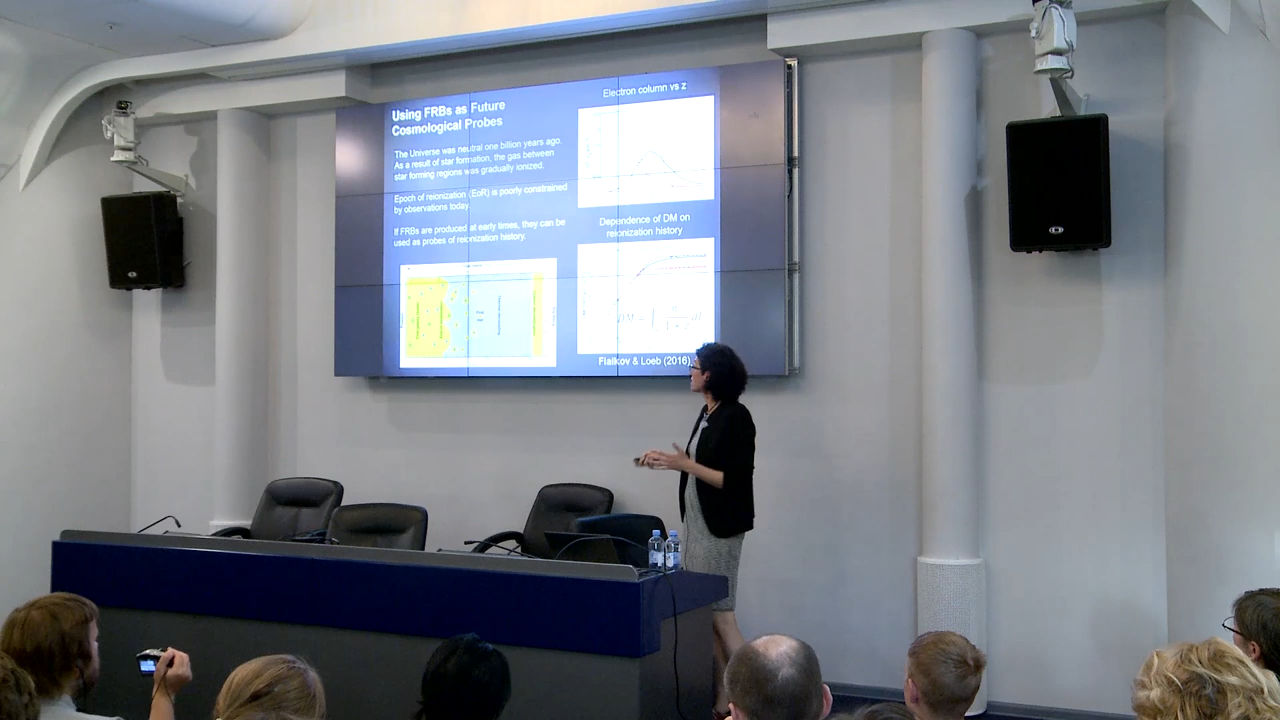 Using FRBs as Future
Cosmological Probes
The Universe was neutral one billion years ago.
As a result of star formation, the gas between
star forming regions was gradually ionized.
Epoch of reionization (EoR) is poorly constrained
by observations today.
If FRBs are produced at early times, they can be
used as probes of reionization history.
Electron column vs z
Dependence of DM on
reionization history
Fialkov & Loeb (2016)